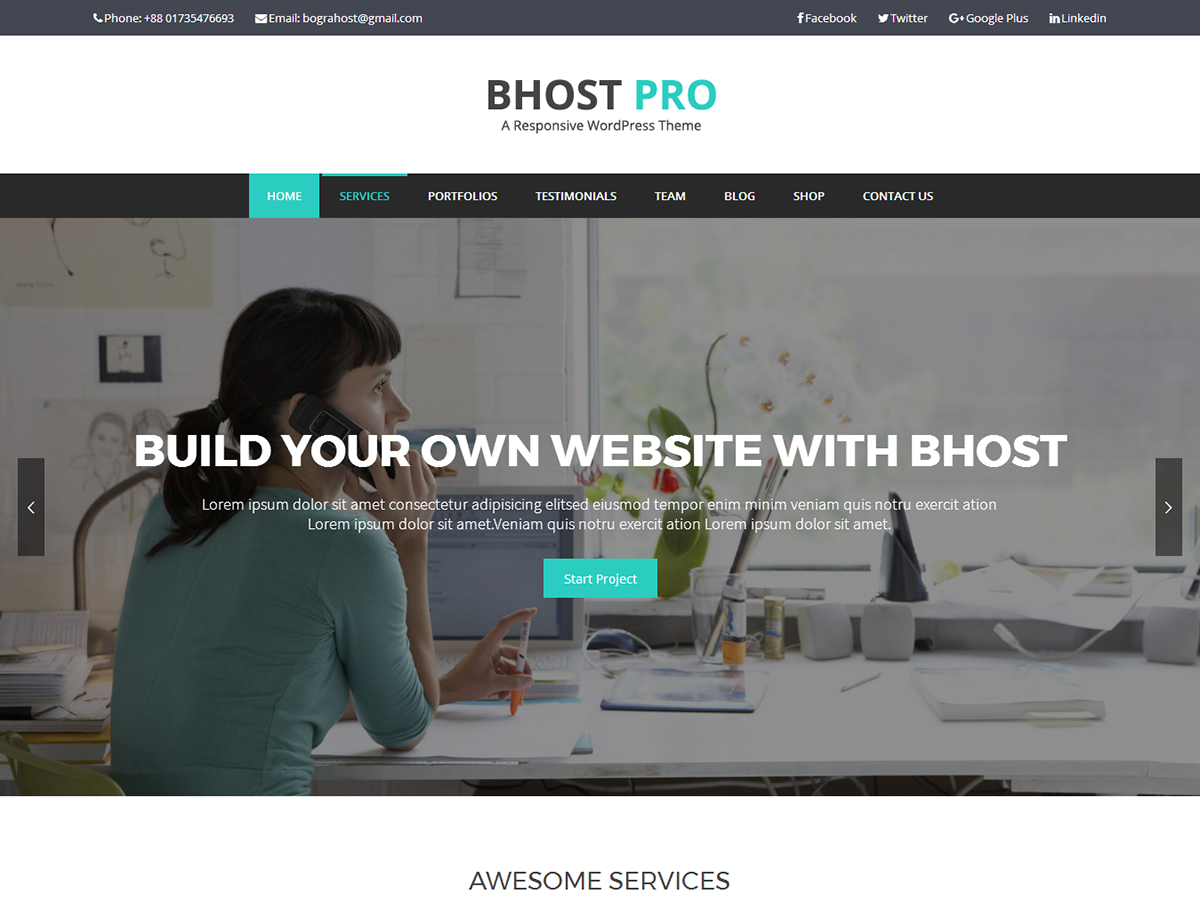 Phone: +88 01735476693
Email: bograhost@gmail.com
Facebook
Twitter
Google Plus
Linkedin
BHOST PRO
A Responsive WordPress Theme
HOME
SERVICES
PORTFOLIOS
TESTIMONIALS
TEAM
BLOG
SHOP
CONTACT US
BUILD YOUR OWN WEBSITE WITH BHOST
Lorem ipsum dolor sit amet consectetur adipisicing elitsed eiusmod tempor enim minim veniam quis notru exercit ation
Lorem ipsum dolor sit amet.Veniam quis notru exercit ation Lorem ipsum dolor sit amet.
Start Project
AWESOME SERVICES